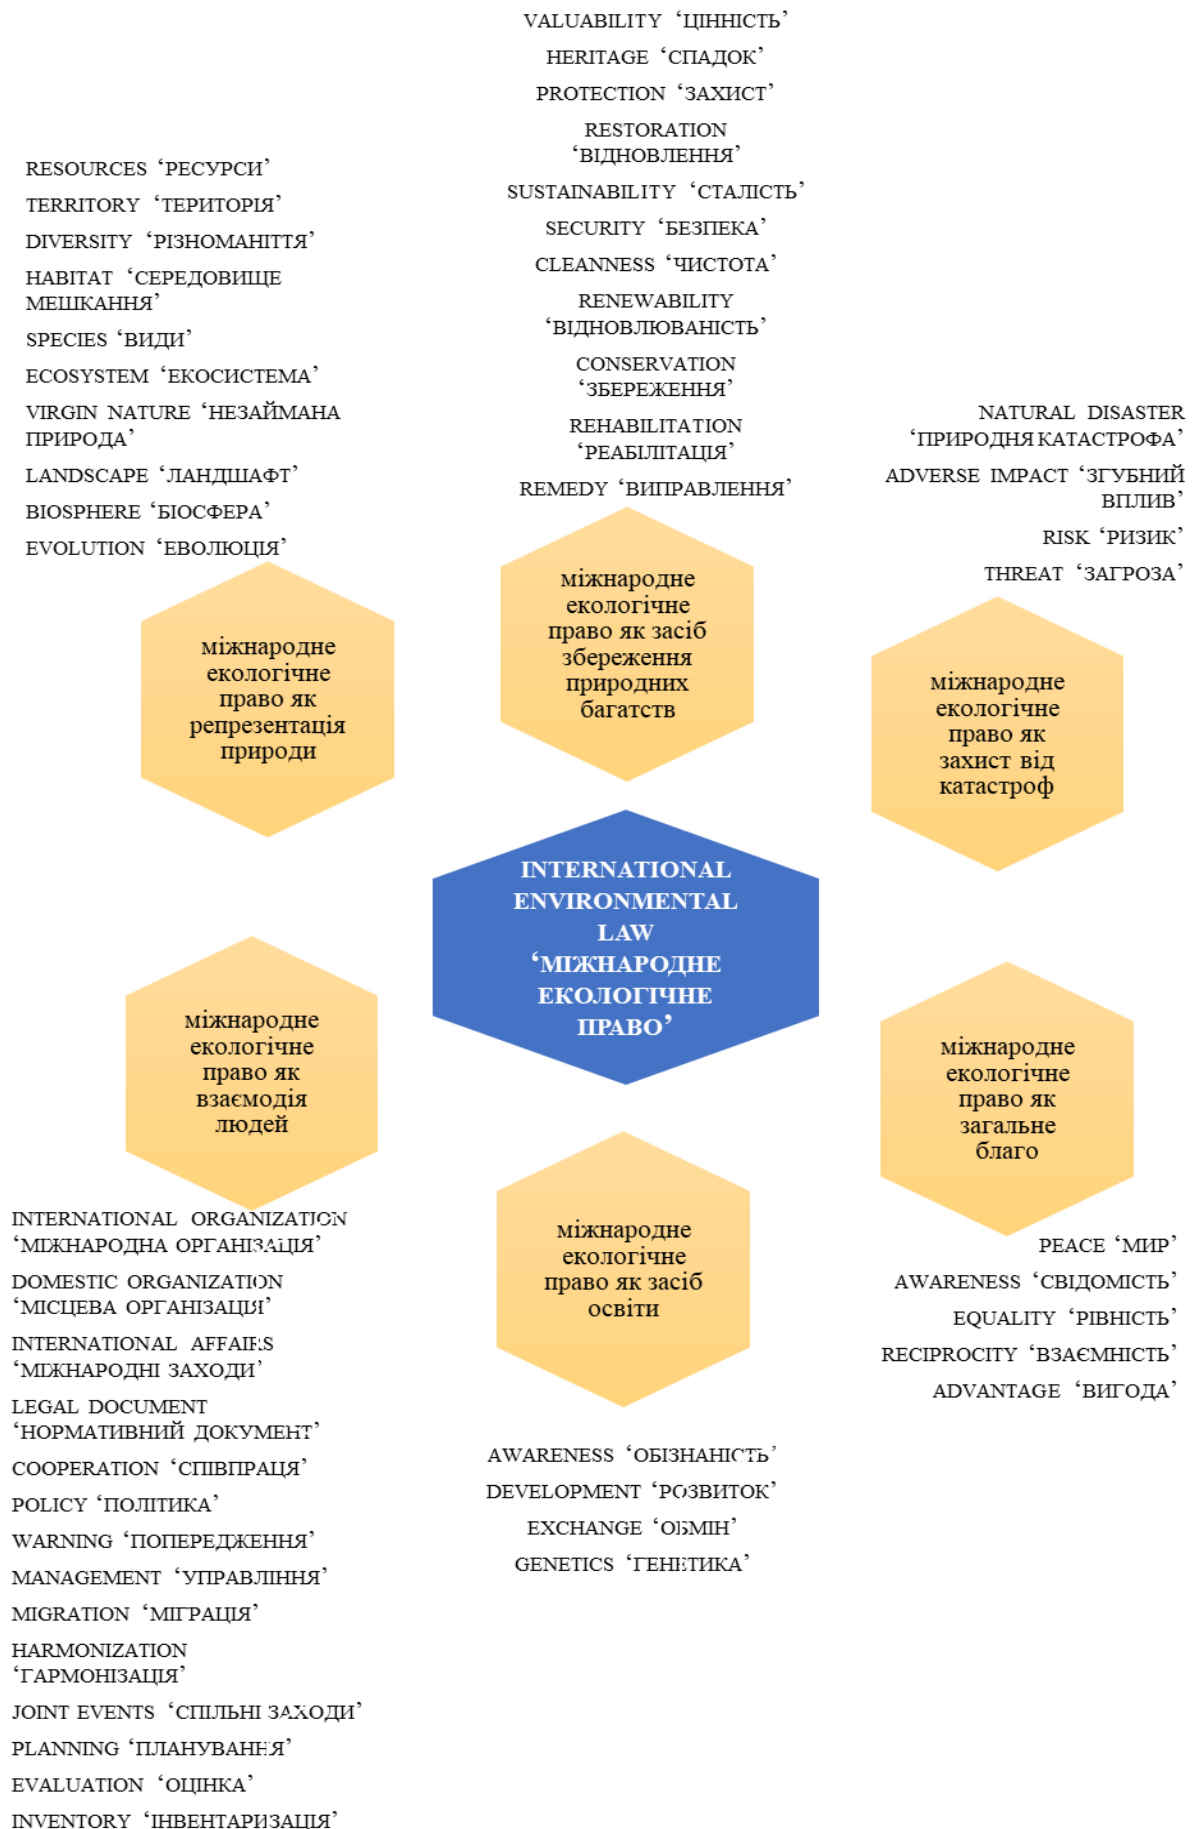 VALUABILITY ‘ЦІННІСТЬ’
HERITAGE ‘СПАДОК’
PROTECTION ‘ЗАХИСТ’
RESTORATION
‘ВІДНОВЛЕННЯ’
SUSTAINABILITY ‘СТАЛІСТЬ’
SECURITY ‘БЕЗПЕКА’
CLEANNESS ‘ЧИСТОТА’
RENEWABILITY
‘ВІДНОВЛЮВАНІСТЬ’
CONSERVATION
‘ЗБЕРЕЖЕННЯ’
REHABILITATION
‘РЕАБІЛІТАЦІЯ’
REMEDY ‘ВИПРАВЛЕННЯ’
RESOURCES ‘РЕСУРСИ’
TERRITORY ‘ТЕРИТОРІЯ’
DIVERSITY ‘РІЗНОМАНІТТЯ’
HABITAT ‘СЕРЕДОВИЩЕ
МЕШКАННЯ’
SPECIES ‘ВИДИ’
ECOSYSTEM ‘ЕКОСИСТЕМА’
VIRGIN NATURE ‘НЕЗАЙМАНА
ПРИРОДА’
LANDSCAPE ‘ЛАНДШАФТ’
BIOSPHERE ‘БІОСФЕРА’
EVOLUTION ‘ЕВОЛЮЦІЯ’
NATURAL DISASTER
‘ПРИРОДНЯ КАТАСТРОФА’
ADVERSE IMPACT ‘ЗГУБНИЙ
ВПЛИВ’
RISK ‘РИЗИК’
THREAT ‘ЗАГРОЗА’
міжнародне
екологічне
право як
репрезентація
природи
міжнародне
екологічне
право як засіб
збереження
природних
багатств
міжнародне
екологічне
право як
захист від
катастроф
INTERNATIONAL
ENVIRONMENTAL
LAW
‘МІЖНАРОДНЕ
ЕКОЛОГІЧНЕ
ПРАВО’
міжнародне
екологічне
право як
взаємодія
людей
міжнародне
екологічне
право як засіб
освіти
міжнародне
екологічне
право як
загальне
благо
INTERNATIONAL ORGANIZATION
‘МІЖНАРОДНА ОРГАНІЗАЦІЯ’
DOMESTIC ORGANIZATION
‘МІСЦЕВА ОРГАНІЗАЦІЯ’
INTERNATIONAL AFFAIRS
‘МІЖНАРОДНІ ЗАХОДИ’
LEGAL DOCUMENT
‘НОРМАТИВНИЙ ДОКУМЕНТ’
COOPERATION ‘СПІВПРАЦЯ’
POLICY ‘ПОЛІТИКА’
WARNING ‘ПОПЕРЕДЖЕННЯ’
MANAGEMENT ‘УПРАВЛІННЯ’
MIGRATION ‘МІГРАЦІЯ’
HARMONIZATION
‘ГАРМОНІЗАЦІЯ’
JOINT EVENTS ‘СПІЛЬНІ ЗАХОДИ’
PLANNING ‘ПЛАНУВАННЯ’
EVALUATION ‘ОЦІНКА’
INVENTORY ‘ІНВЕНТАРИЗАЦІЯ’
AWARENESS ‘ОБІЗНАНІСТЬ’
DEVELOPMENT ‘РОЗВИТОК’
EXCHANGE ‘ОБМІН’
GENETICS ‘ГЕНЕТИКА’
PEACE ‘МИР’
AWARENESS ‘СВІДОМІСТЬ’
EQUALITY ‘РІВНІСТЬ’
RECIPROCITY ‘ВЗАЄМНІСТЬ’
ADVANTAGE ‘ВИГОДА’